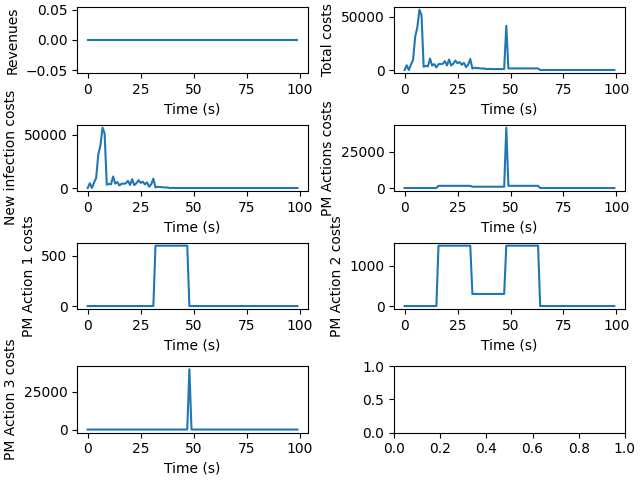 Revenues
0.05
0.00
−0.05
0 25 50 75 100
Time (s)
Total costs
50000
0
0 25 50 75 100
Time (s)
New infection costs
50000
0
0 25 50 75 100
Time (s)
PM Actions costs
25000
0
0 25 50 75 100
Time (s)
PM Action 1 costs
500
0
0 25 50 75 100
Time (s)
PM Action 2 costs
1000
0
0 25 50 75 100
Time (s)
PM Action 3 costs
25000
0
0 25 50 75 100
Time (s)
1.0
0.5
0.0
0.0 0.2 0.4 0.6 0.8 1.0